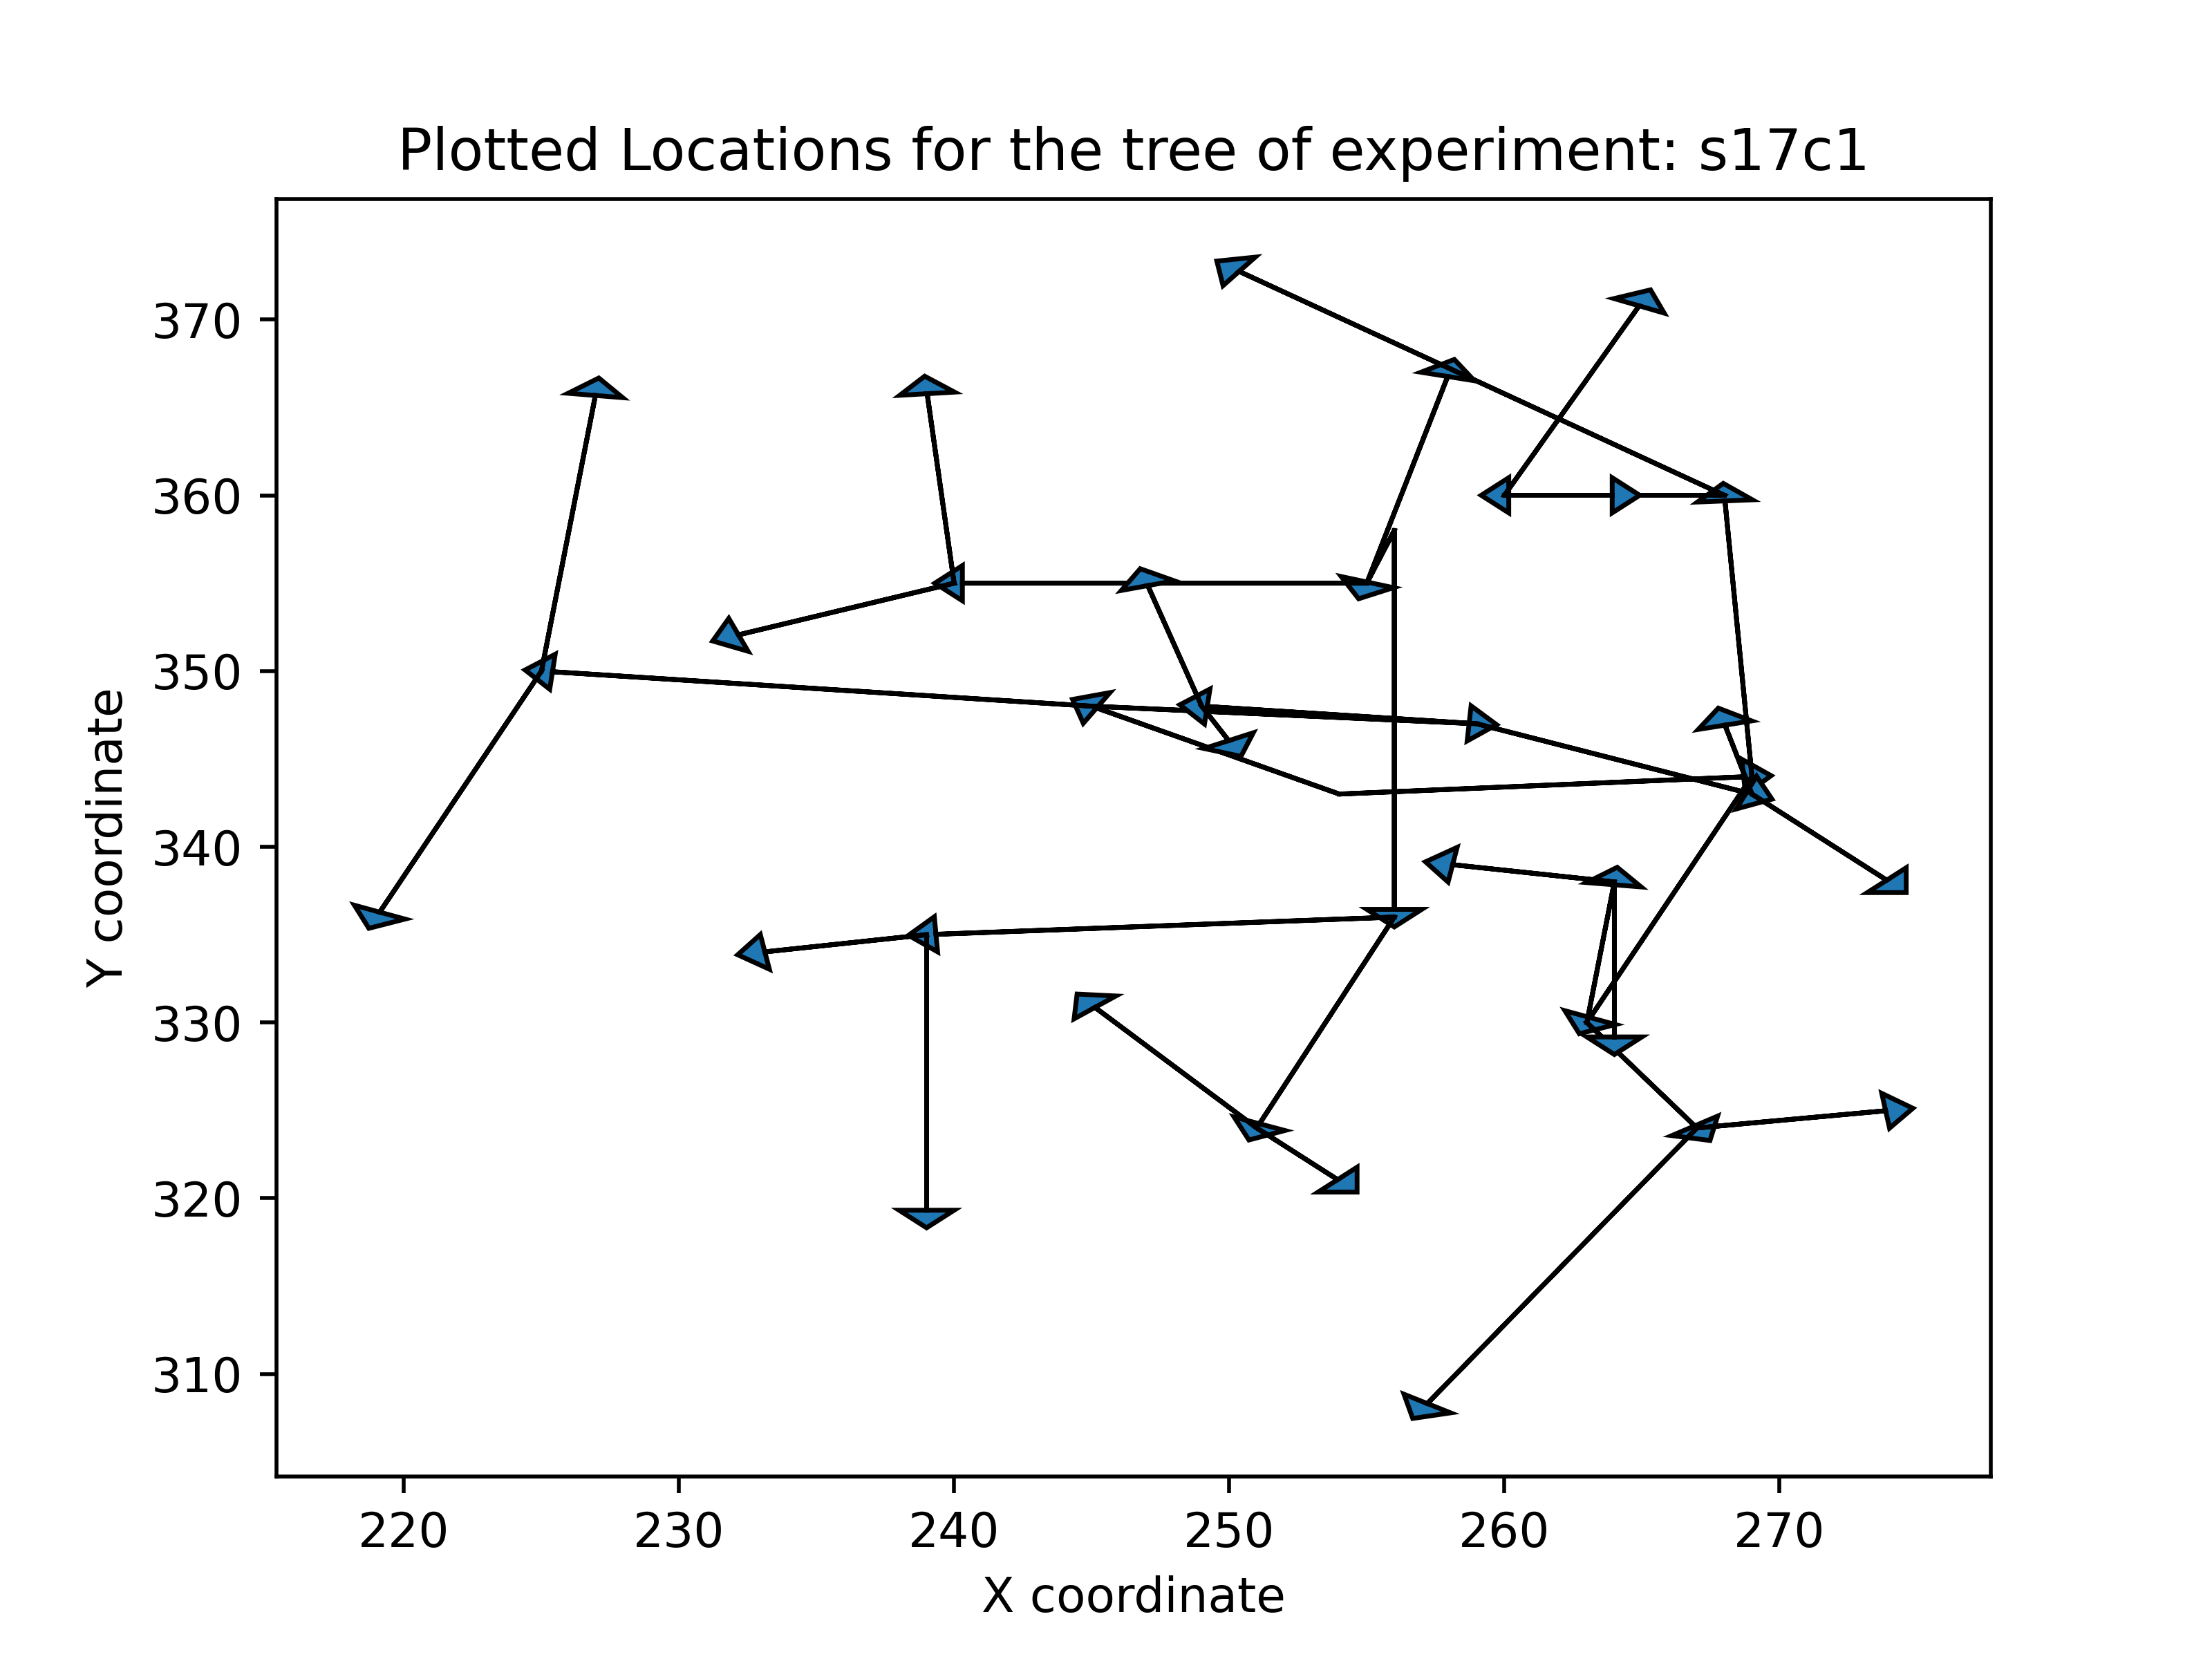 Plotted Locations for the tree of experiment: s17c1
370
360
350
340
330
320
310
Y coordinate
220 230 240 250 260 270
X coordinate